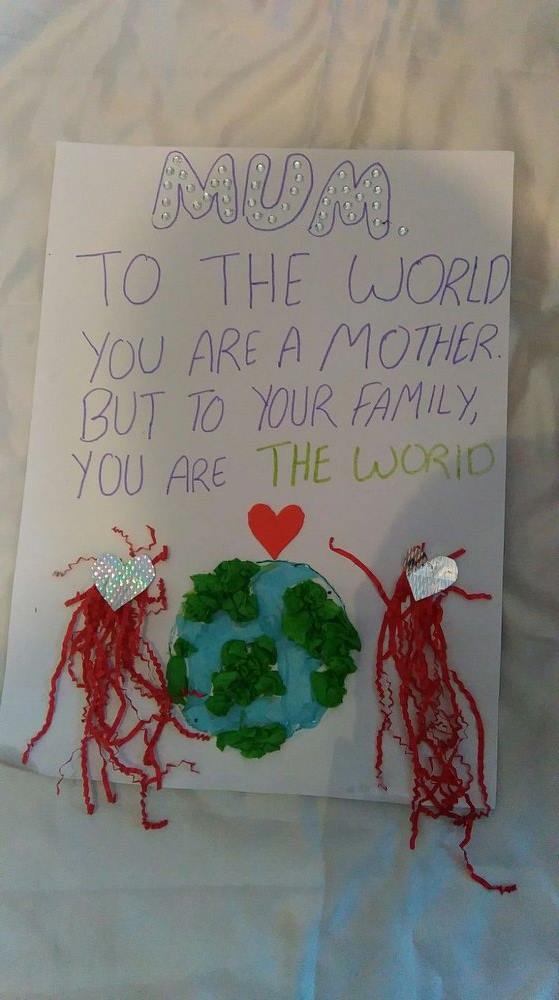 MUM.
TO THE WORLD
YOU ARE A MOTHER.
BUT TO YOUR FAMILY,
YOU ARE THE WORLD